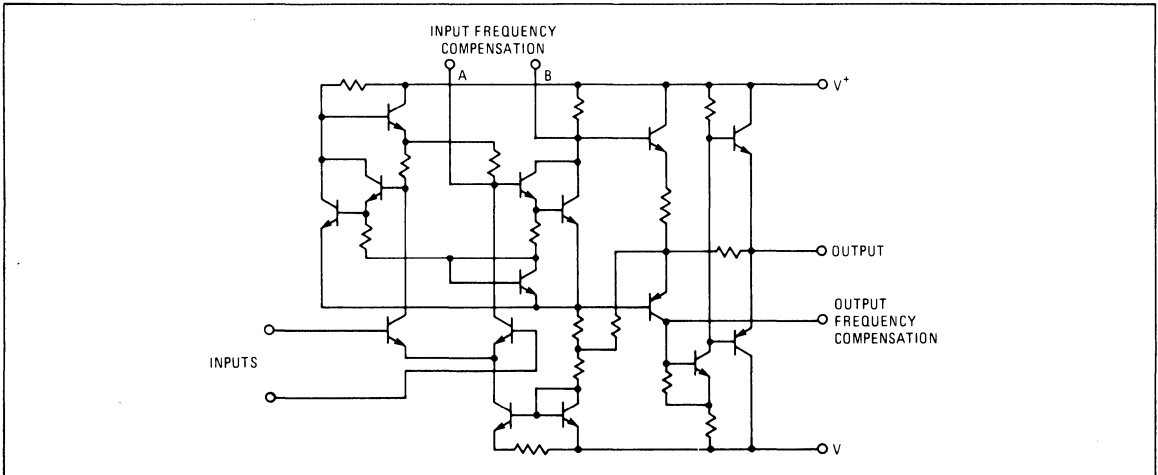 INPUT FREQUENCY
COMPENSATION
A
B
V+
OUTPUT
OUTPUT
FREQUENCY
COMPENSATION
INPUTS
V